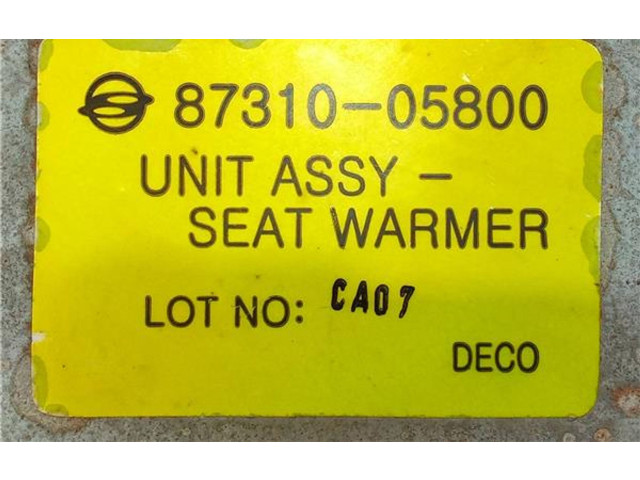 87310-05800
UNIT ASSY -
SEAT WARMER
LOT NO: CA07
DECO